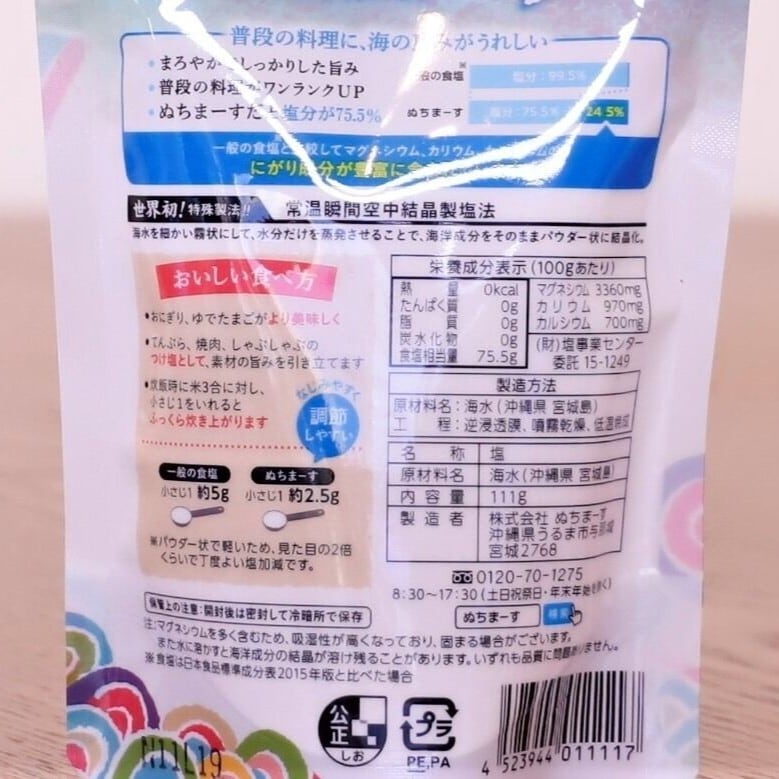 普段の料理に、海の恵みがうれしい
・まろやかでしっかりした旨み
・普段の料理がワンランクUP
・ぬちまーすだと塩分が75.5%
一般の食塩※
塩分：99.5%
ぬちまーす
塩分：75.5%
24.5%
一般の食塩と比較してマグネシウム、カリウム、
にがり成分が豊富に
世界初！特殊製法!! 常温瞬間空中結晶製塩法
海水を細かい霧状にして、水分だけを蒸発させることで、海洋成分をそのままパウダー状に結晶化。
おいしい食べ方
●おにぎり、ゆでたまごがより美味しく
●てんぷら、焼肉、しゃぶしゃぶの
つけ塩として、素材の旨みを引き立てます
●炊飯時に米3合に対し、
小さじ1をいれると
ふっくら炊き上がります
なじみやすく
調節
しやすい
一般の食塩
小さじ1 約5g
ぬちまーす
小さじ1 約2.5g
※パウダー状で軽いため、見た目の2倍
くらいで丁度よい塩加減です。
栄養成分表示(100gあたり)
熱量 0kcal
たんぱく質 0g
脂質 0g
炭水化物 0g
食塩相当量 75.5g
マグネシウム 3360mg
カリウム 970mg
カルシウム 700mg
(財)塩事業センター
委託 15-1249
製造方法
原材料名：海水(沖縄県 宮城島)
工程：逆浸透膜、噴霧乾燥、低温焼成
名称 塩
原材料名 海水(沖縄県 宮城島)
内容量 111g
製造者 株式会社 ぬちまーす
沖縄県うるま市与那城
宮城2768
0120-70-1275
8:30～17:30(土日祝祭日・年末年始を除く)
ぬちまーす 検索
保管上の注意：開封後は密封して冷暗所で保存
注:マグネシウムを多く含むため、吸湿性が高くなっており、固まる場合がございます。
また水に溶かすと海洋成分の結晶が溶け残ることがあります。いずれも品質に問題ありません。
※食塩は日本食品標準成分表2015年版と比べた場合
公正
しお
プラ
PE,PA
4 523944 011117
N11L19